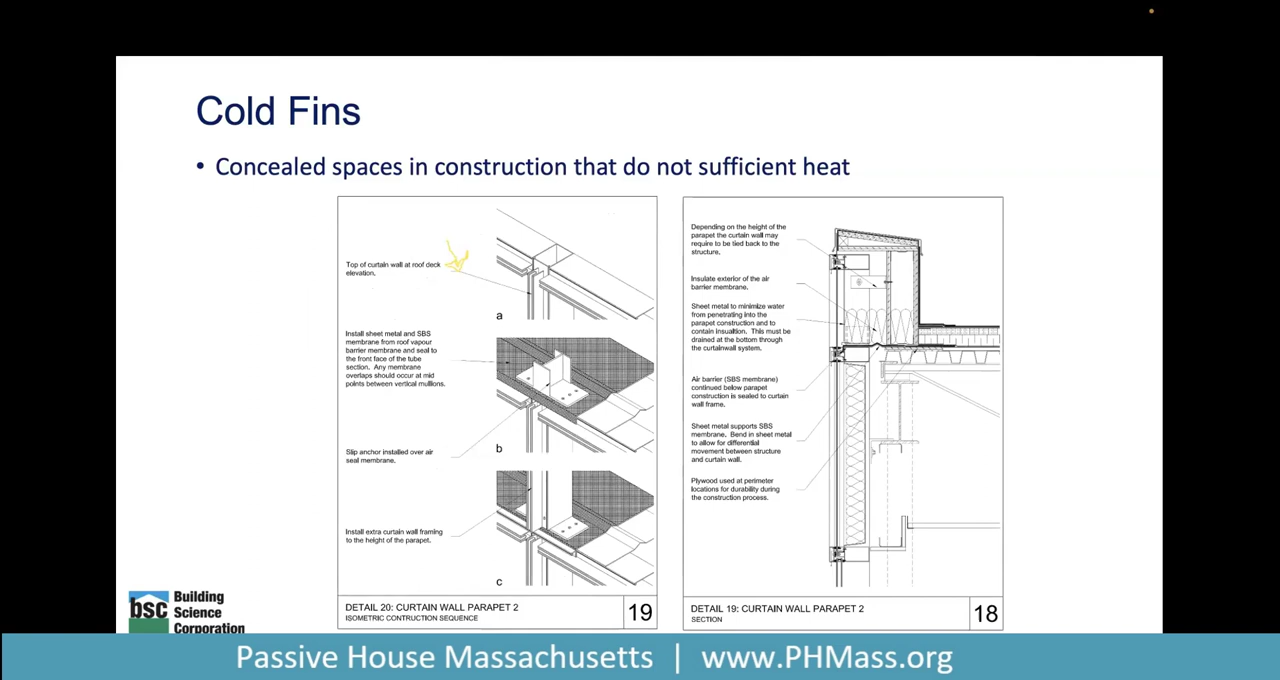 Cold Fins
• Concealed spaces in construction that do not sufficient heat
Top of curtain wall at roof deck
elevation.
a
Install sheet metal and SBS
membrane from roof vapour
barrier membrane and seal to
the front face of the tube
section. Any membrane
overlaps should occur at mid
points between vertical mullions.
b
Slip anchor installed over air
seal membrane.
Install extra curtain wall framing
to the height of the parapet.
c
DETAIL 20: CURTAIN WALL PARAPET 2
ISOMETRIC CONTRUCTION SEQUENCE
19
Depending on the height of the
parapet the curtain wall may
require to be tied back to the
structure.
Insulate exterior of the air
barrier membrane.
Sheet metal to minimize water
from penetrating into the
parapet construction and to
contain insualtion. This must be
drained at the bottom through
the curtainwall system.
Air barrier (SBS membrane)
continued below parapet
construction is sealed to curtain
wall frame.
Sheet metal supports SBS
membrane. Bend in sheet metal
to allow for differential
movement between structure
and curtain wall.
Plywood used at perimeter
locations for durability during
the construction process.
DETAIL 19: CURTAIN WALL PARAPET 2
SECTION
18
bsc
Building
Science
Corporation
Passive House Massachusetts | www.PHMass.org